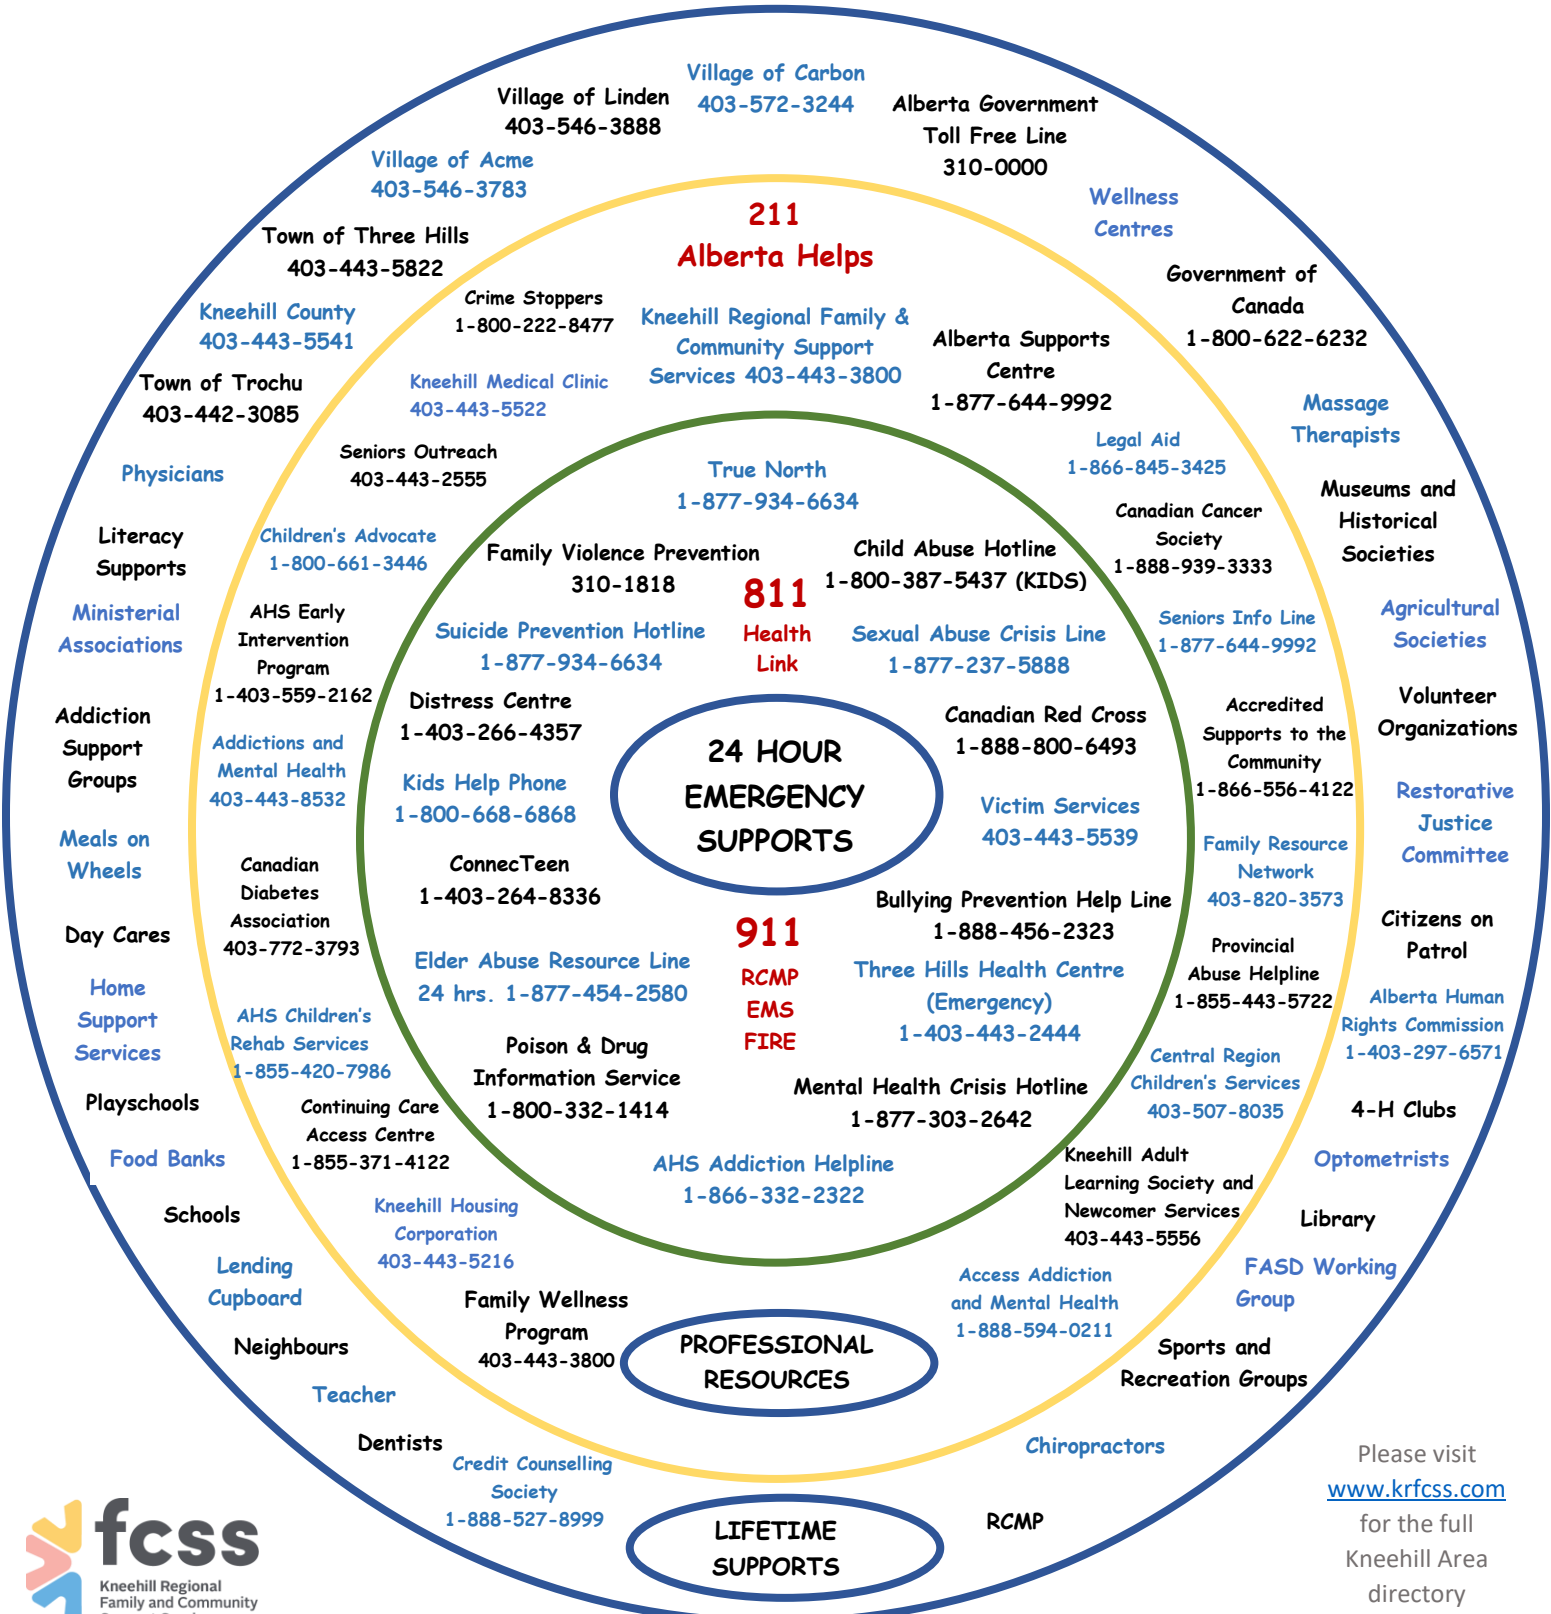 Village of Carbon
403-572-3244
Village of Linden
403-546-3888
Alberta Government
Toll Free Line
310-0000
Village of Acme
403-546-3783
Wellness
Centres
Town of Three Hills
403-443-5822
Government of
Canada
1-800-622-6232
Kneehill County
403-443-5541
Town of Trochu
403-442-3085
Massage
Therapists
Physicians
Museums and
Historical
Societies
Literacy
Supports
Ministerial
Associations
Agricultural
Societies
Addiction
Support
Groups
Volunteer
Organizations
Meals on
Wheels
Restorative
Justice
Committee
Day Cares
Citizens on
Patrol
Home
Support
Services
Alberta Human
Rights Commission
1-403-297-6571
Playschools
4-H Clubs
Food Banks
Optometrists
Schools
Library
Lending
Cupboard
FASD Working
Group
Neighbours
Sports and
Recreation Groups
Teacher
Dentists
Chiropractors
Credit Counselling
Society
1-888-527-8999
RCMP
LIFETIME
SUPPORTS
211
Alberta Helps
Crime Stoppers
1-800-222-8477
Kneehill Regional Family &
Community Support
Services 403-443-3800
Alberta Supports
Centre
1-877-644-9992
Kneehill Medical Clinic
403-443-5522
Legal Aid
1-866-845-3425
Seniors Outreach
403-443-2555
Canadian Cancer
Society
1-888-939-3333
Children's Advocate
1-800-661-3446
AHS Early
Intervention
Program
1-403-559-2162
Seniors Info Line
1-877-644-9992
Addictions and
Mental Health
403-443-8532
Accredited
Supports to the
Community
1-866-556-4122
Canadian
Diabetes
Association
403-772-3793
Family Resource
Network
403-820-3573
Provincial
Abuse Helpline
1-855-443-5722
AHS Children's
Rehab Services
1-855-420-7986
Central Region
Children's Services
403-507-8035
Continuing Care
Access Centre
1-855-371-4122
Kneehill Adult
Learning Society and
Newcomer Services
403-443-5556
Kneehill Housing
Corporation
403-443-5216
Access Addiction
and Mental Health
1-888-594-0211
Family Wellness
Program
403-443-3800
PROFESSIONAL
RESOURCES
True North
1-877-934-6634
Family Violence Prevention
310-1818
Child Abuse Hotline
1-800-387-5437 (KIDS)
811
Health
Link
Suicide Prevention Hotline
1-877-934-6634
Sexual Abuse Crisis Line
1-877-237-5888
Distress Centre
1-403-266-4357
Canadian Red Cross
1-888-800-6493
24 HOUR
EMERGENCY
SUPPORTS
Kids Help Phone
1-800-668-6868
Victim Services
403-443-5539
ConnecTeen
1-403-264-8336
Bullying Prevention Help Line
1-888-456-2323
911
RCMP
EMS
FIRE
Elder Abuse Resource Line
24 hrs. 1-877-454-2580
Three Hills Health Centre
(Emergency)
1-403-443-2444
Poison & Drug
Information Service
1-800-332-1414
Mental Health Crisis Hotline
1-877-303-2642
AHS Addiction Helpline
1-866-332-2322
Please visit
www.krfcss.com
for the full
Kneehill Area
directory
fcss
Kneehill Regional
Family and Community